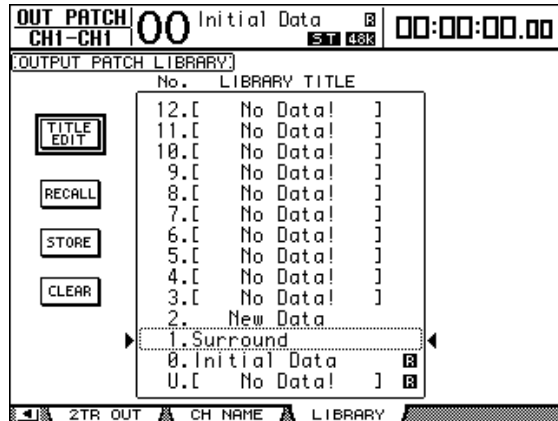 OUT PATCH
CH1-CH1
00 Initial Data R
ST 48K
00:00:00.00
OUTPUT PATCH LIBRARY
No. LIBRARY TITLE
TITLE EDIT
RECALL
STORE
CLEAR
12.[ No Data! ]
11.[ No Data! ]
10.[ No Data! ]
9.[ No Data! ]
8.[ No Data! ]
7.[ No Data! ]
6.[ No Data! ]
5.[ No Data! ]
4.[ No Data! ]
3.[ No Data! ]
2. New Data
1.Surround
0.Initial Data R
U.[ No Data! ] R
2TR OUT CH NAME LIBRARY